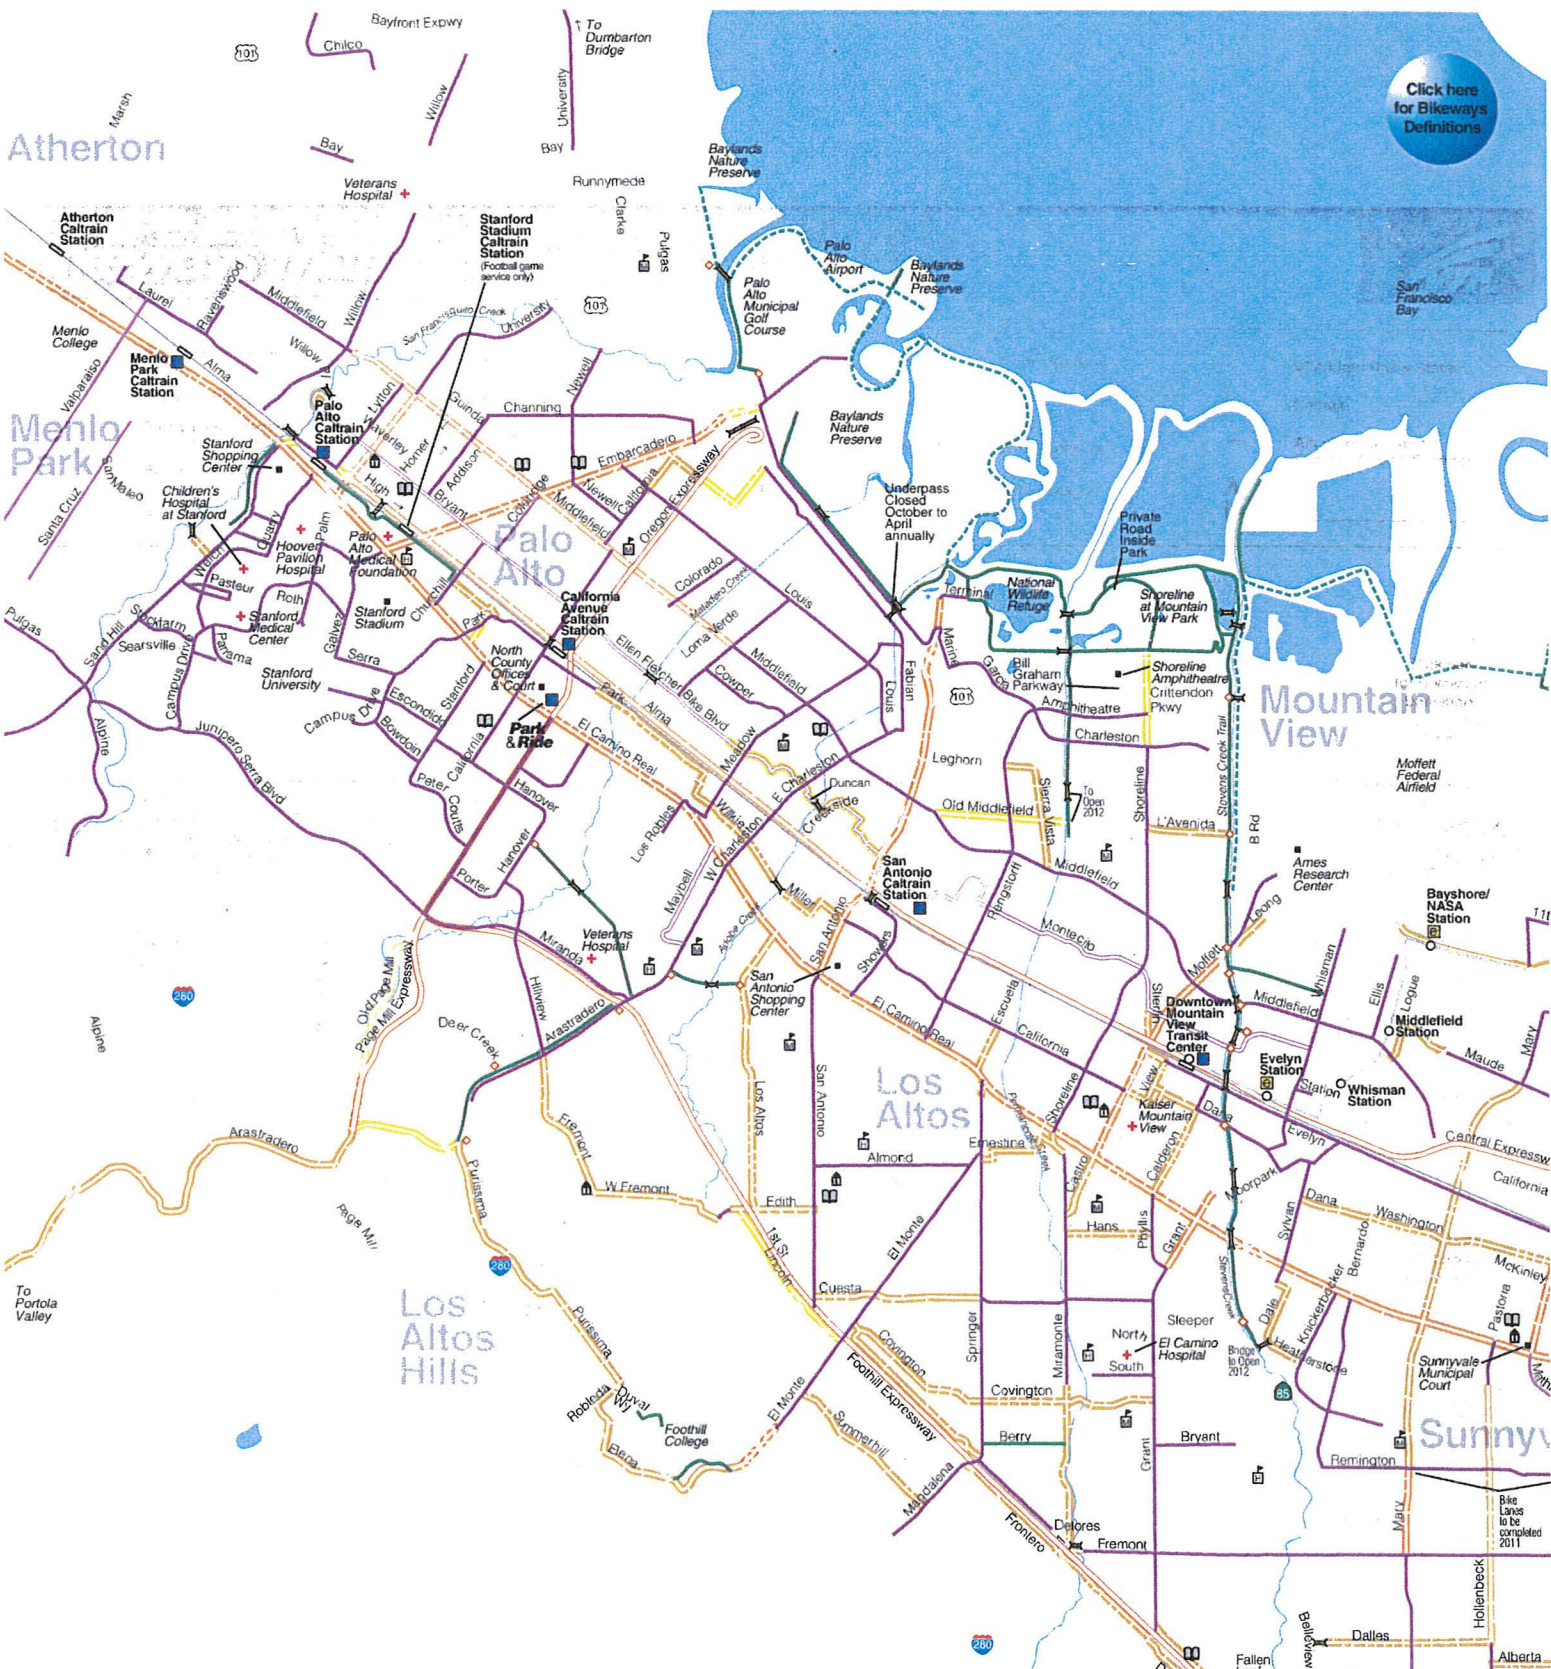 Bayfront Expwy
To
Dumbarton
Bridge
101
Chilco
Click here
for Bikeways
Definitions
Marsh
Willow
University
Atherton
Bay
Bay
Baylands
Nature
Preserve
Veterans
Hospital
Runnymede
Clarke
Pulgas
Atherton
Caltrain
Station
Stanford
Stadium
Caltrain
Station
(Football game
service only)
Palo
Alto
Airport
Baylands
Nature
Preserve
San
Francisco
Bay
Palo
Alto
Municipal
Golf
Course
Laurel
Ravenswood
Middlefield
Willow
San Francisquito Creek
University
101
Menlo
College
Menlo
Park
Caltrain
Station
Alma
Willow
Valparaiso
Lytton
Guinda
Newell
Channing
Palo
Alto
Caltrain
Station
Waverley
Homer
Addison
Embarcadero
Baylands
Nature
Preserve
Menlo
Park
Stanford
Shopping
Center
San Mateo
Santa Cruz
High
Bryant
Coleridge
Middlefield
Newell
California
Oregon Expressway
Children's
Hospital
at Stanford
Underpass
Closed
October to
April
annually
Private
Road
Inside
Park
Quarry
Palm
Hoover
Pavilion
Hospital
Palo
Alto
Medical
Foundation
Palo
Alto
Welch
Pasteur
Roth
Churchill
Colorado
Matadero Creek
Louis
Terminal
National
Wildlife
Refuge
Shoreline
at Mountain
View Park
Pulgas
Stockfarm
Searsville
Sand Hill
Stanford
Medical
Center
Panama
Galvez
Stanford
Stadium
Park
California
Avenue
Caltrain
Station
Loma Verde
Ellen Fletcher Bike Blvd
Middlefield
Cowper
Marine
Fabian
Louis
Garcia
Bill
Graham
Parkway
Shoreline
Amphitheatre
Crittendon
Pkwy
Amphitheatre
101
Mountain
View
Serra
Stanford
University
Campus Drive
Campus Drive
Escondido
Bowdoin
Stanford
North
County
Offices
& Court
Park
& Ride
Park
Alma
El Camino Real
Meadow
Charleston
Stevens Creek Trail
Alpine
Junipero Serra Blvd
California
Peter
Coutts
Hanover
Hanover
Porter
Los Robles
Wilkie
W Charleston
E Charleston
Duncan
Creekside
Leghorn
Old Middlefield
Sierra Vista
To
Open
2012
Shoreline
L'Avenida
B Rd
Moffett
Federal
Airfield
Ames
Research
Center
Maybell
Miller
Adobe Creek
San
Antonio
Caltrain
Station
Middlefield
Rengstorff
Montecito
San Antonio
Showers
Leong
Moffett
Bayshore/
NASA
Station
Miranda
Veterans
Hospital
San
Antonio
Shopping
Center
280
Old Page Mill
Page Mill Expressway
Hillview
Deer Creek
Arastradero
Alpine
El Camino Real
Escuela
California
Stierlin
Downtown
Mountain
View
Transit
Center
Whisman
Middlefield
Ellis
Logue
Middlefield
Station
Maude
Mary
Evelyn
Station
Station
Whisman
Station
Los
Altos
Los Altos
San Antonio
Permanente Creek
Shoreline
View
Kaiser
Mountain
View
Dana
Evelyn
Central Expressw
California
Calderon
Castro
Ernestine
Almond
Moorpark
Arastradero
Fremont
W Fremont
Edith
Purissima
Page Mill
280
Hans
Phyllis
Grant
Sylvan
Dana
Washington
Bernardo
McKinley
To
Portola
Valley
1st St
Lincoln
El Monte
Cuesta
Stevens Creek
Dale
Knickerbocker
Heatherstone
Pastoria
Los
Altos
Hills
Purissima
Covington
Foothill Expressway
Springer
Miramonte
Sleeper
North
South
El Camino
Hospital
Bridge
to Open
2012
85
Sunnyvale
Municipal
Court
Math
Robleda
Duval
Wy
Foothill
College
Elena
El Monte
Summerhill
Covington
Berry
Grant
Bryant
Remington
Sunnyv
Magdalena
Frontero
Delores
Fremont
Mary
Bike
Lanes
to be
completed
2011
Hollenbeck
280
Belleview
Dalles
Fallen
Alberta